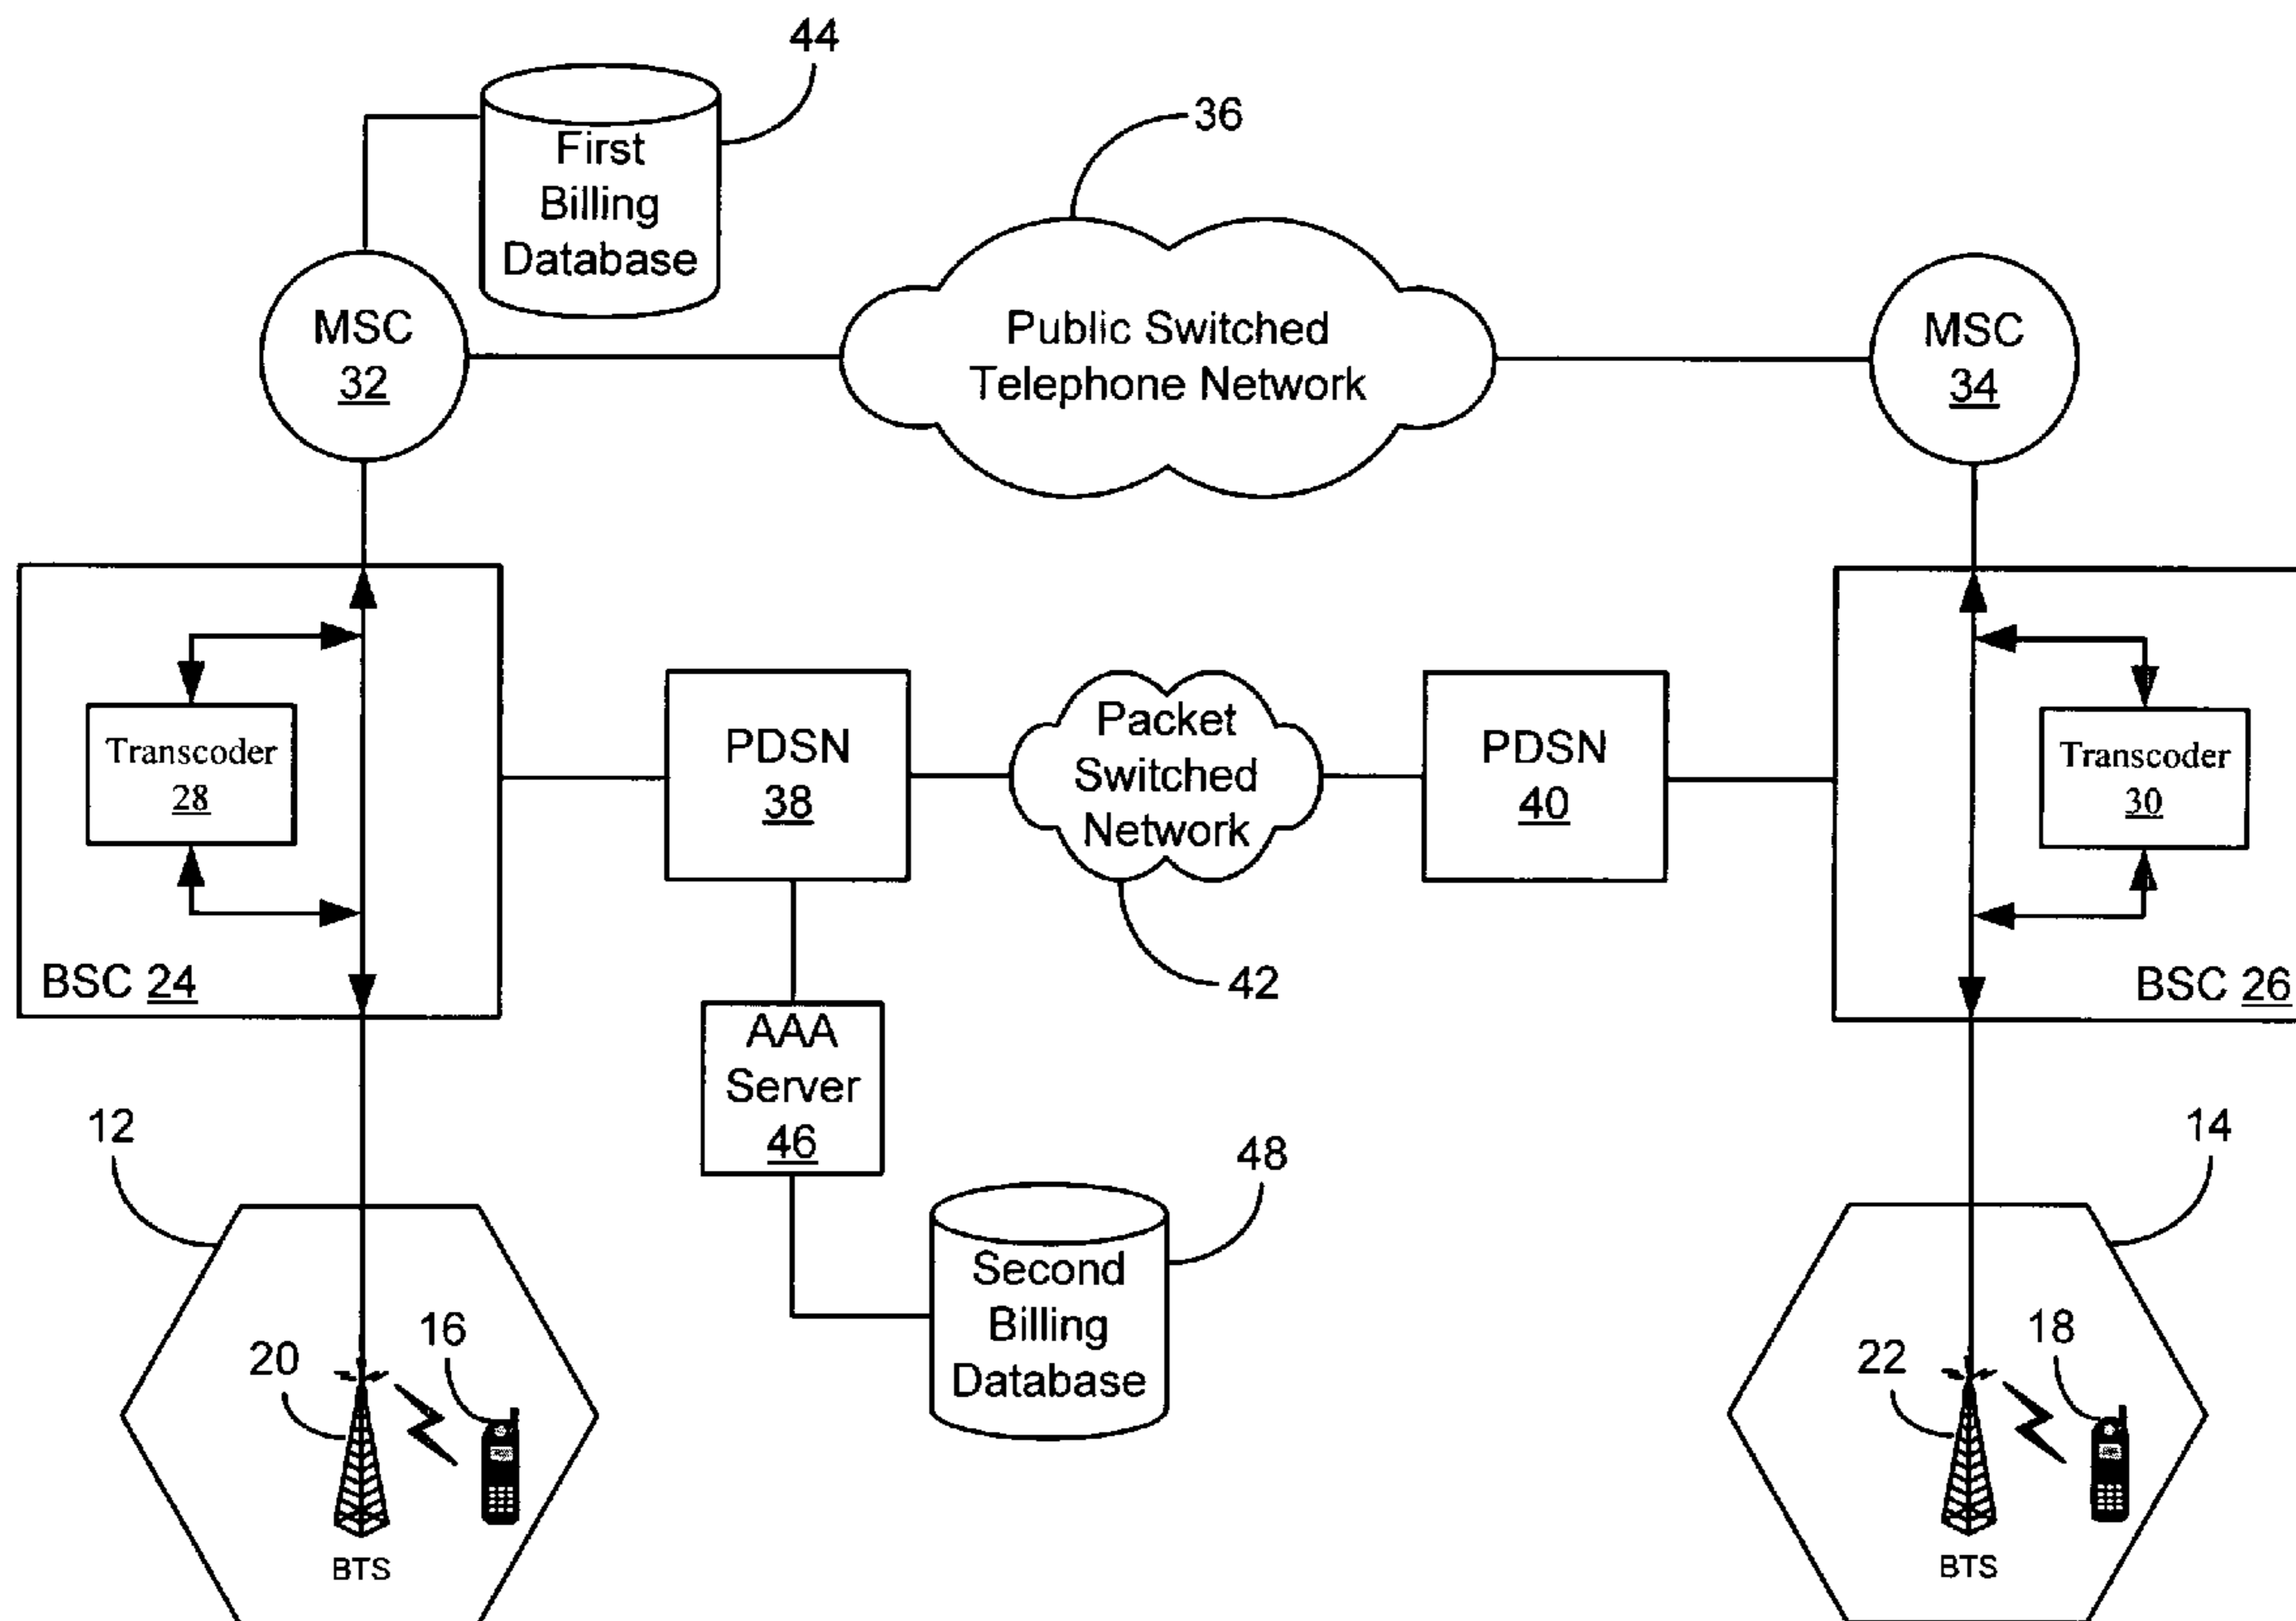 44
First
Billing
Database
36
MSC
32
Public Switched
Telephone Network
MSC
34
Transcoder
28
BSC 24
PDSN
38
Packet
Switched
Network
42
PDSN
40
Transcoder
30
BSC 26
AAA
Server
46
48
Second
Billing
Database
12
20
16
BTS
14
22
18
BTS